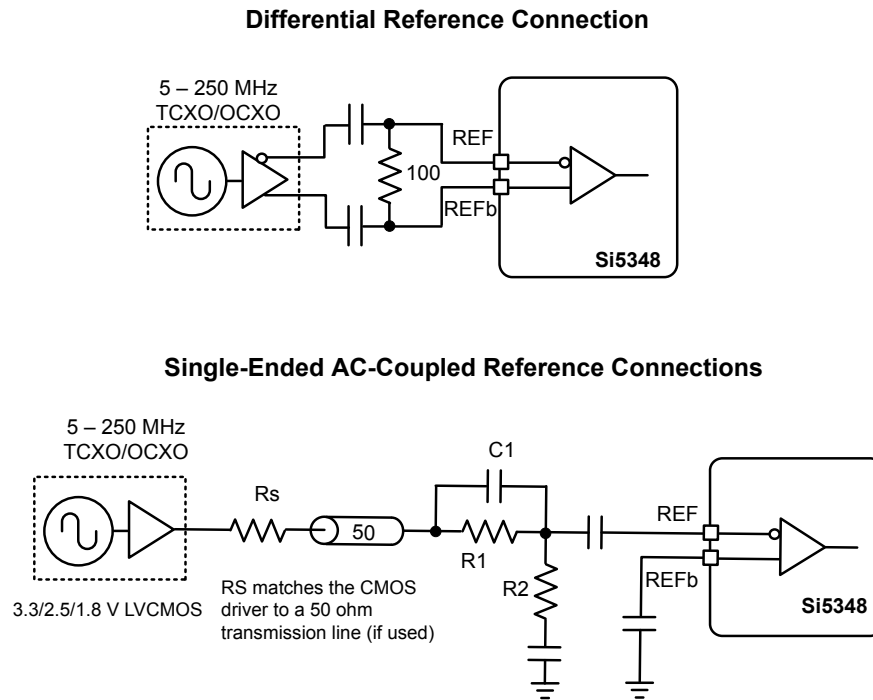 Differential Reference Connection
5 – 250 MHz
TCXO/OCXO
REF
100
REFb
Si5348
Single-Ended AC-Coupled Reference Connections
5 – 250 MHz
TCXO/OCXO
C1
Rs
50
REF
R1
REFb
R2
3.3/2.5/1.8 V LVCMOS
RS matches the CMOS
driver to a 50 ohm
transmission line (if used)
Si5348